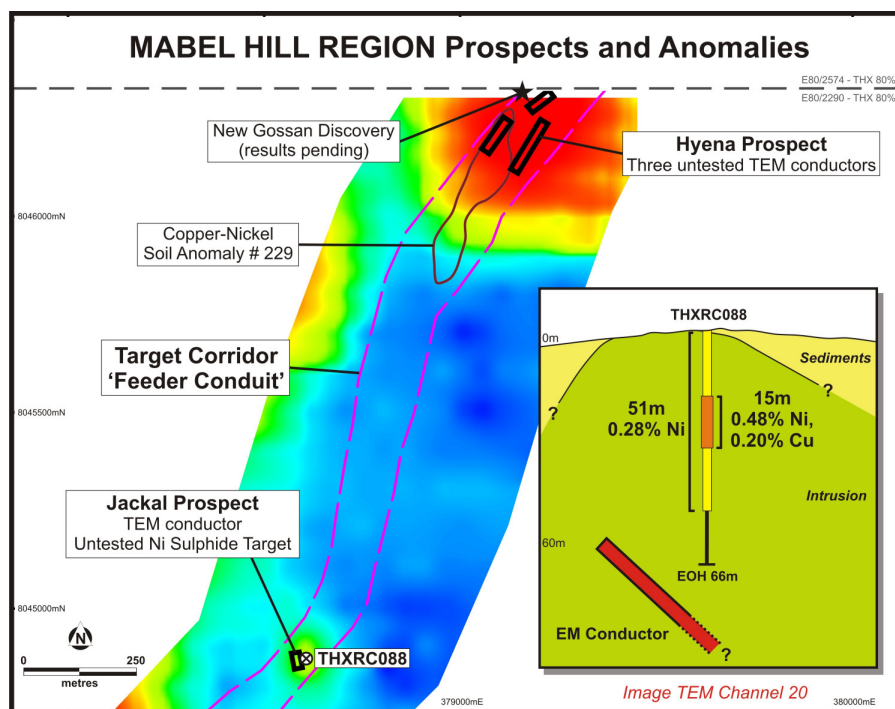 MABEL HILL REGION Prospects and Anomalies
E80/2574 - THX 80%
E80/2290 - THX 80%
New Gossan Discovery
(results pending)
Hyena Prospect
Three untested TEM conductors
8046000mN
Copper-Nickel
Soil Anomaly # 229
Target Corridor
'Feeder Conduit'
8045500mN
Jackal Prospect
TEM conductor
Untested Ni Sulphide Target
8045000mN
N
0 250
metres
THXRC088
379000mE
380000mE
THXRC088
0m
Sediments
?
?
51m
0.28% Ni
15m
0.48% Ni,
0.20% Cu
Intrusion
60m
EOH 66m
EM Conductor
?
Image TEM Channel 20